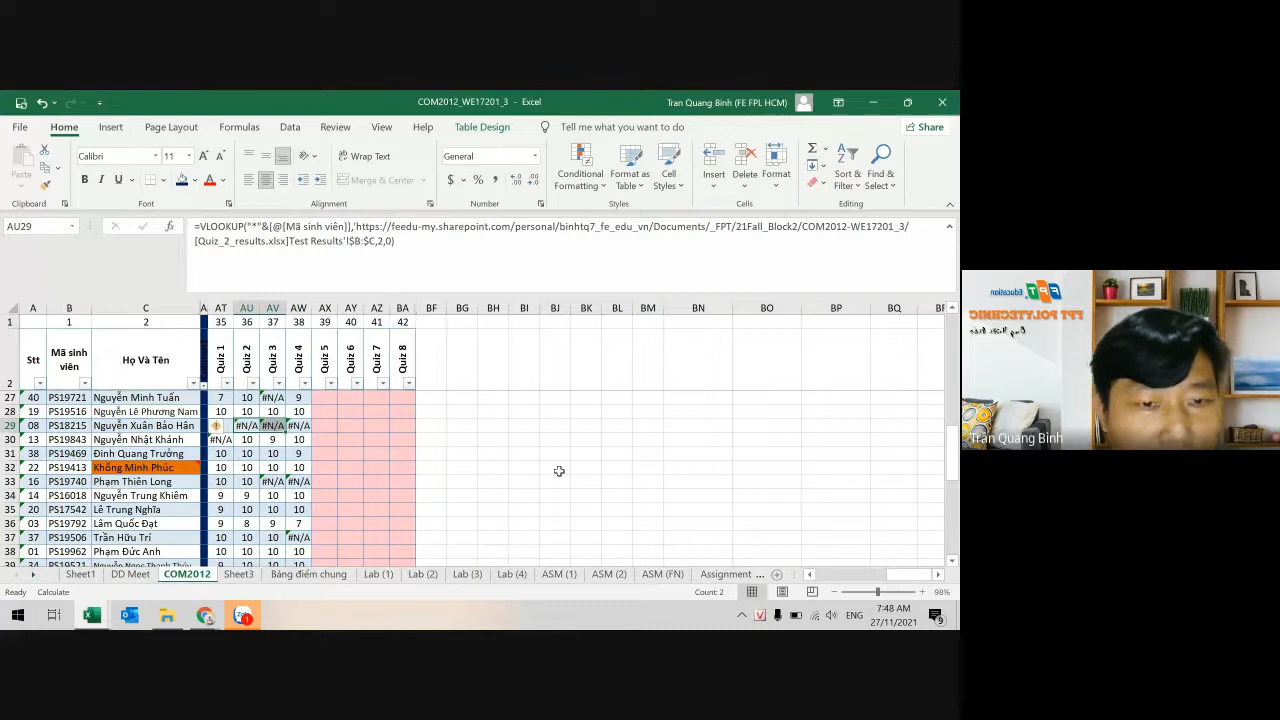 COM2012_WE17201_3 - Excel
Tran Quang Binh (FE FPL HCM)
File Home Insert Page Layout Formulas Data Review View Help Table Design Tell me what you want to do Share
Calibri 11 Wrap Text General
Paste B I U Merge & Center Conditional Formatting Format as Table Cell Styles Insert Delete Format Sort & Filter Find & Select
Clipboard Font Alignment Number Styles Cells Editing
AU29 =VLOOKUP("*"&[@[Mã sinh viên]],'https://feedu-my.sharepoint.com/personal/binhtq7_fe_edu_vn/Documents/_FPT/21Fall_Block2/COM2012-WE17201_3/
[Quiz_2_results.xlsx]Test Results'!$B:$C,2,0)
A B C A AT AU AV AW AX AY AZ BA BF BG BH BI BJ BK BL BM BN BO BP BQ
1 1 2 35 36 37 38 39 40 41 42
2 Stt Mã sinh viên Họ Và Tên Quiz 1 Quiz 2 Quiz 3 Quiz 4 Quiz 5 Quiz 6 Quiz 7 Quiz 8
27 40 PS19721 Nguyễn Minh Tuấn 7 10 #N/A 9
28 19 PS19516 Nguyễn Lê Phương Nam 10 10 10 10
29 08 PS18215 Nguyễn Xuân Bảo Hân #N/A #N/A #N/A
30 13 PS19843 Nguyễn Nhật Khánh #N/A 10 9 10
31 38 PS19469 Đinh Quang Trưởng 10 10 10 9
32 22 PS19413 Khổng Minh Phúc 10 10 10 10
33 16 PS19740 Phạm Thiên Long 10 10 #N/A #N/A
34 14 PS16018 Nguyễn Trung Khiêm 9 9 10 10
35 20 PS17542 Lê Trung Nghĩa 9 10 10 10
36 03 PS19792 Lâm Quốc Đạt 9 8 9 7
37 37 PS19506 Trần Hữu Trí 10 10 10 #N/A
38 01 PS19962 Phạm Đức Anh 10 10 10 10
Sheet1 DD Meet COM2012 Sheet3 Bảng điểm chung Lab (1) Lab (2) Lab (3) Lab (4) ASM (1) ASM (2) ASM (FN) Assignment ...
Ready Calculate Count: 2 98%
ENG 7:48 AM
27/11/2021
FPT Education
FPT POLYTECHNIC
Tran Quang Binh